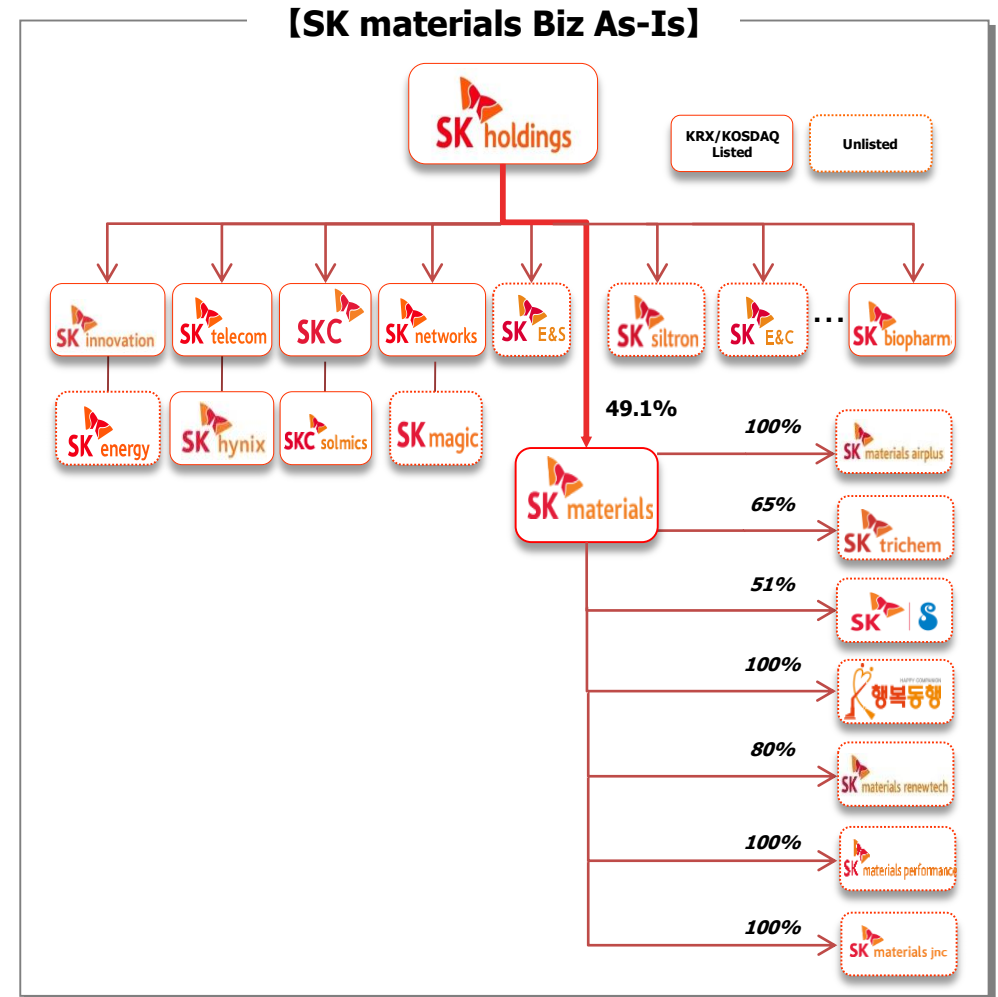 【SK materials Biz As-Is】
SK holdings
KRX/KOSDAQ
Listed
Unlisted
SK innovation
SK telecom
SKC
SK networks
SK E&S
SK siltron
SK E&C
...
SK biopharm
SK energy
SK hynix
SKC solmics
SK magic
49.1%
SK materials
100%
SK materials airplus
65%
SK trichem
51%
SK
100%
HAPPY COMPANION
행복동행
80%
SK materials renewtech
100%
SK materials performance
100%
SK materials jnc